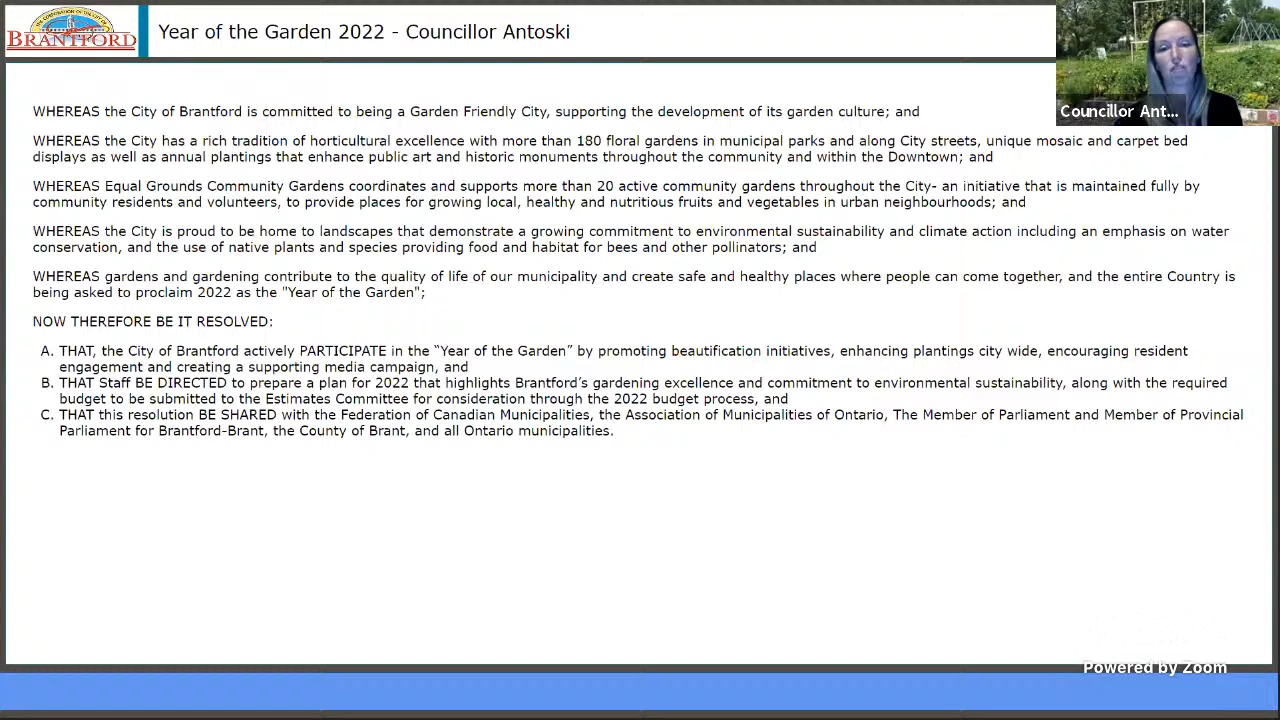 THE CORPORATION OF THE CITY OF
BRANTFORD
Year of the Garden 2022 - Councillor Antoski
Councillor Ant...
WHEREAS the City of Brantford is committed to being a Garden Friendly City, supporting the development of its garden culture; and
WHEREAS the City has a rich tradition of horticultural excellence with more than 180 floral gardens in municipal parks and along City streets, unique mosaic and carpet bed
displays as well as annual plantings that enhance public art and historic monuments throughout the community and within the Downtown; and
WHEREAS Equal Grounds Community Gardens coordinates and supports more than 20 active community gardens throughout the City- an initiative that is maintained fully by
community residents and volunteers, to provide places for growing local, healthy and nutritious fruits and vegetables in urban neighbourhoods; and
WHEREAS the City is proud to be home to landscapes that demonstrate a growing commitment to environmental sustainability and climate action including an emphasis on water
conservation, and the use of native plants and species providing food and habitat for bees and other pollinators; and
WHEREAS gardens and gardening contribute to the quality of life of our municipality and create safe and healthy places where people can come together, and the entire Country is
being asked to proclaim 2022 as the "Year of the Garden";
NOW THEREFORE BE IT RESOLVED:
A. THAT, the City of Brantford actively PARTICIPATE in the “Year of the Garden” by promoting beautification initiatives, enhancing plantings city wide, encouraging resident
engagement and creating a supporting media campaign, and
B. THAT Staff BE DIRECTED to prepare a plan for 2022 that highlights Brantford’s gardening excellence and commitment to environmental sustainability, along with the required
budget to be submitted to the Estimates Committee for consideration through the 2022 budget process, and
C. THAT this resolution BE SHARED with the Federation of Canadian Municipalities, the Association of Municipalities of Ontario, The Member of Parliament and Member of Provincial
Parliament for Brantford-Brant, the County of Brant, and all Ontario municipalities.
Powered by Zoom